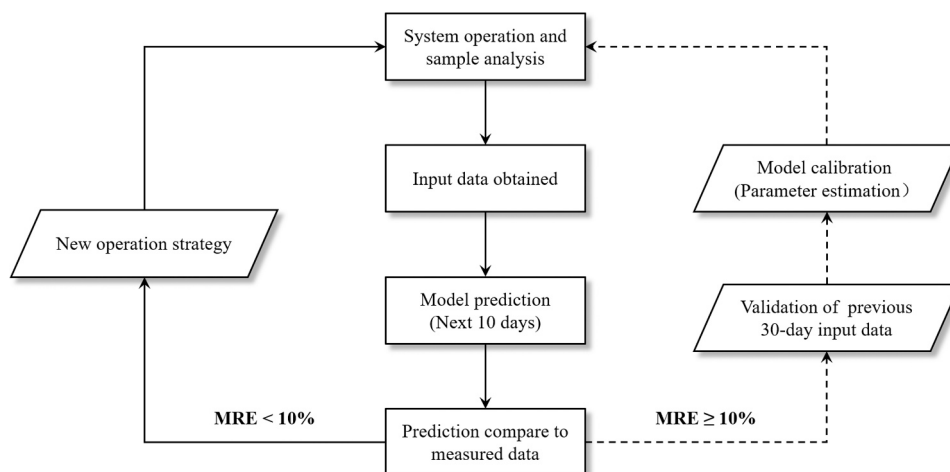 System operation and
sample analysis
Input data obtained
Model calibration
(Parameter estimation）
New operation strategy
Model prediction
(Next 10 days)
Validation of  previous
30-day input data
MRE < 10%
MRE ≥ 10%
Prediction compare to
measured data